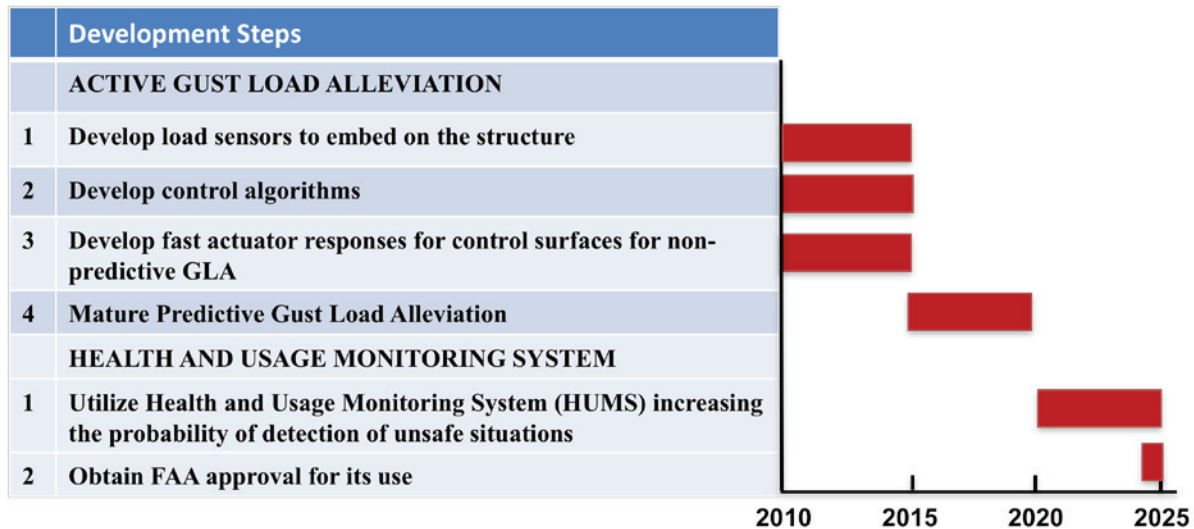 Development Steps
ACTIVE GUST LOAD ALLEVIATION
1 Develop load sensors to embed on the structure
2 Develop control algorithms
3 Develop fast actuator responses for control surfaces for non-
predictive GLA
4 Mature Predictive Gust Load Alleviation
HEALTH AND USAGE MONITORING SYSTEM
1 Utilize Health and Usage Monitoring System (HUMS) increasing
the probability of detection of unsafe situations
2 Obtain FAA approval for its use
2010 2015 2020 2025